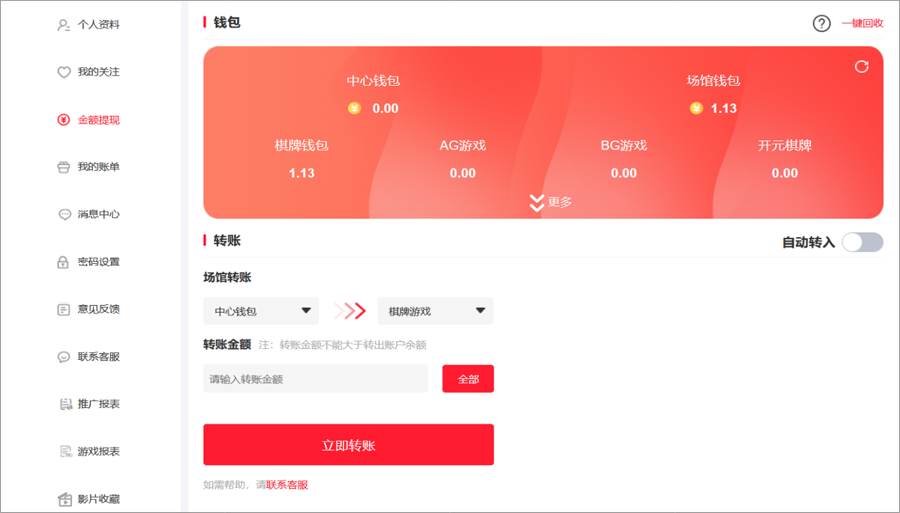 个人资料
我的关注
金额提现
我的账单
消息中心
密码设置
意见反馈
联系客服
推广报表
游戏报表
影片收藏
钱包
一键回收
中心钱包
0.00
场馆钱包
1.13
棋牌钱包 AG游戏 BG游戏 开元棋牌
1.13 0.00 0.00 0.00
更多
转账
自动转入
场馆转账
中心钱包 棋牌游戏
转账金额 注：转账金额不能大于转出账户余额
请输入转账金额 全部
立即转账
如需帮助，请联系客服